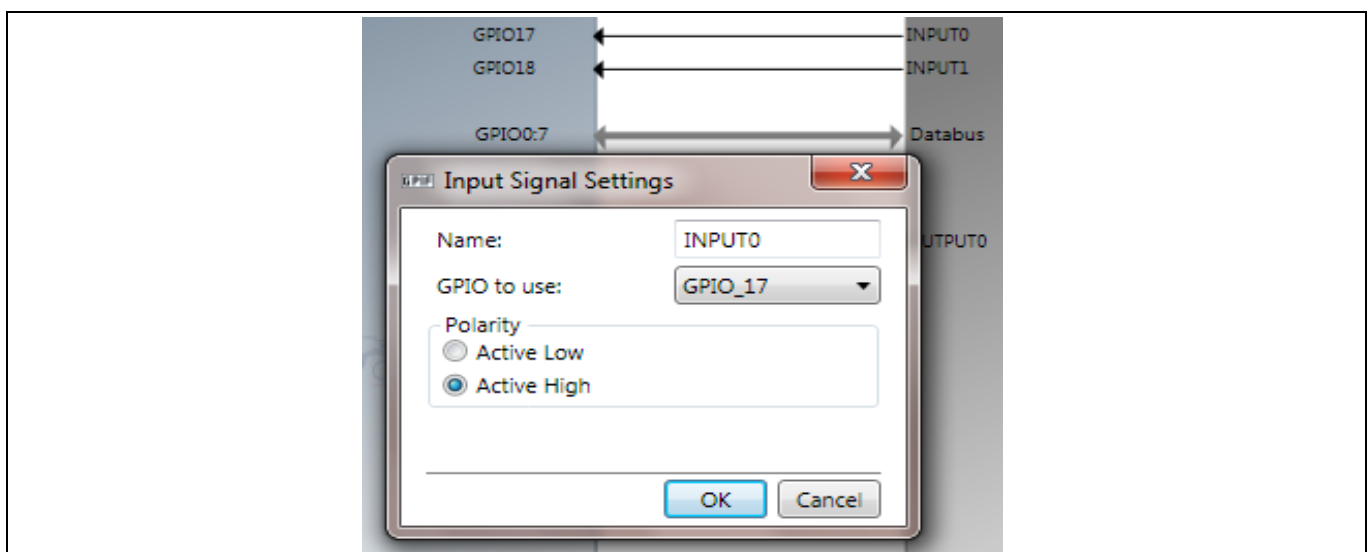 GPIO17 INPUT0
GPIO18 INPUT1
GPIO0:7 Databus
Input Signal Settings
Name: INPUT0
UTPUT0
GPIO to use: GPIO_17
Polarity
Active Low
Active High
OK Cancel